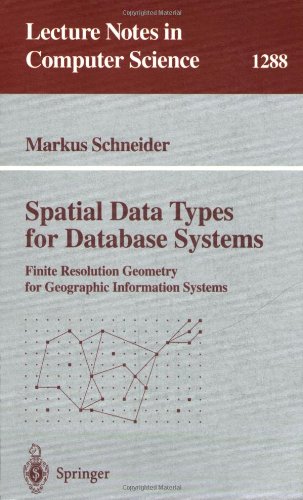 Lecture Notes in
Computer Science 1288
Markus Schneider
Spatial Data Types
for Database Systems
Finite Resolution Geometry
for Geographic Information Systems
Springer